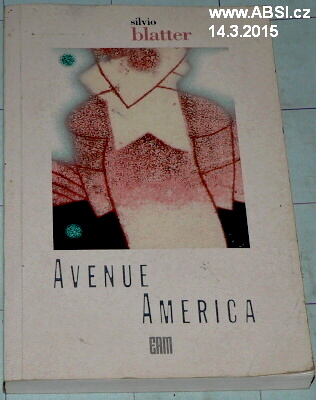 www.ABSI.cz
14.3.2015
silvio
blatter
AVENUE
AMERICA
ERM